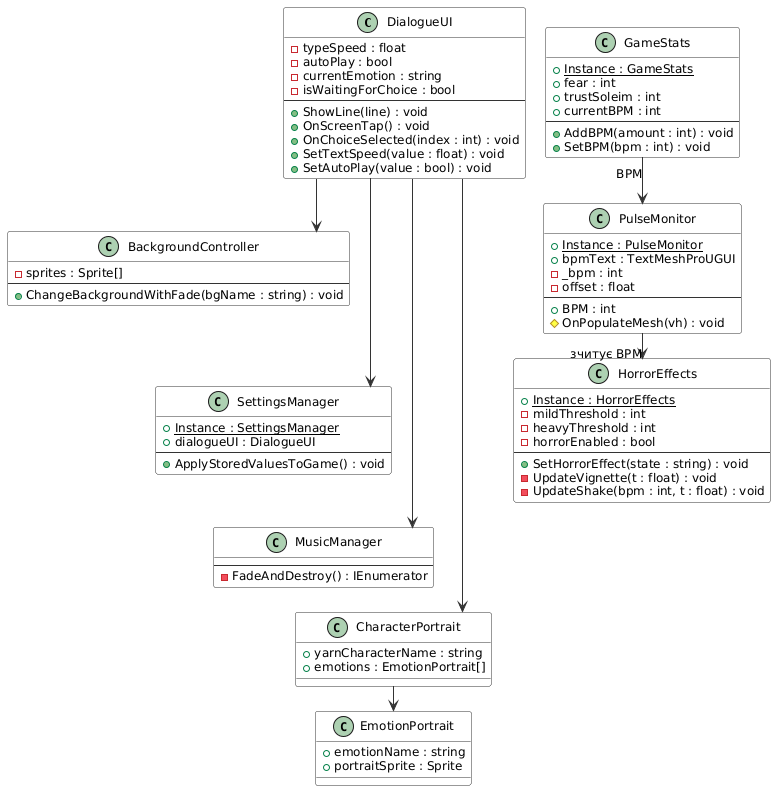 C DialogueUI
typeSpeed : float
autoPlay : bool
currentEmotion : string
isWaitingForChoice : bool
ShowLine(line) : void
OnScreenTap() : void
OnChoiceSelected(index : int) : void
SetTextSpeed(value : float) : void
SetAutoPlay(value : bool) : void
C GameStats
Instance : GameStats
fear : int
trustSoleim : int
currentBPM : int
AddBPM(amount : int) : void
SetBPM(bpm : int) : void
BPM
C BackgroundController
sprites : Sprite[]
ChangeBackgroundWithFade(bgName : string) : void
C PulseMonitor
Instance : PulseMonitor
bpmText : TextMeshProUGUI
_bpm : int
offset : float
BPM : int
OnPopulateMesh(vh) : void
зчитує BPM
C SettingsManager
Instance : SettingsManager
dialogueUI : DialogueUI
ApplyStoredValuesToGame() : void
C HorrorEffects
Instance : HorrorEffects
mildThreshold : int
heavyThreshold : int
horrorEnabled : bool
SetHorrorEffect(state : string) : void
UpdateVignette(t : float) : void
UpdateShake(bpm : int, t : float) : void
C MusicManager
FadeAndDestroy() : IEnumerator
C CharacterPortrait
yarnCharacterName : string
emotions : EmotionPortrait[]
C EmotionPortrait
emotionName : string
portraitSprite : Sprite